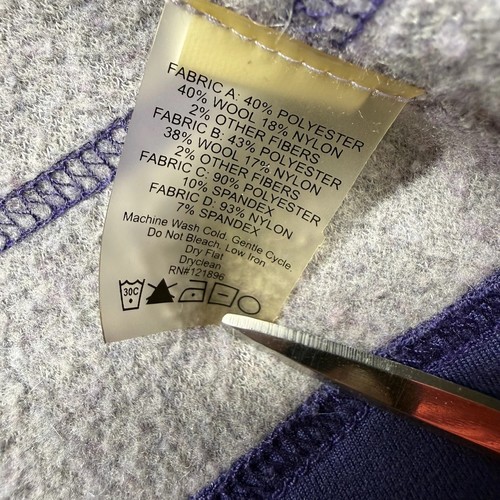 FABRIC A: 40% POLYESTER
40% WOOL 18% NYLON
2% OTHER FIBERS
FABRIC B: 43% POLYESTER
38% WOOL 17% NYLON
2% OTHER FIBERS
FABRIC C: 90% POLYESTER
10% SPANDEX
FABRIC D: 93% NYLON
7% SPANDEX
Machine Wash Cold. Gentle Cycle.
Do Not Bleach. Low Iron
Dry Flat
Dryclean
RN#121896
30C